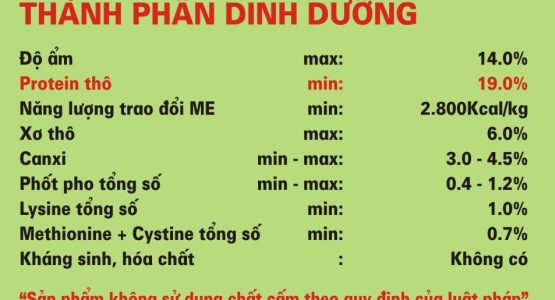 THÀNH PHẦN DINH DƯỠNG
Độ ẩm max: 14.0%
Protein thô min: 19.0%
Năng lượng trao đổi ME min: 2.800Kcal/kg
Xơ thô max: 6.0%
Canxi min - max: 3.0 - 4.5%
Phốt pho tổng số min - max: 0.4 - 1.2%
Lysine tổng số min: 1.0%
Methionine + Cystine tổng số min: 0.7%
Kháng sinh, hóa chất : Không có
“Sản phẩm không sử dụng chất cấm theo quy định của luật pháp”